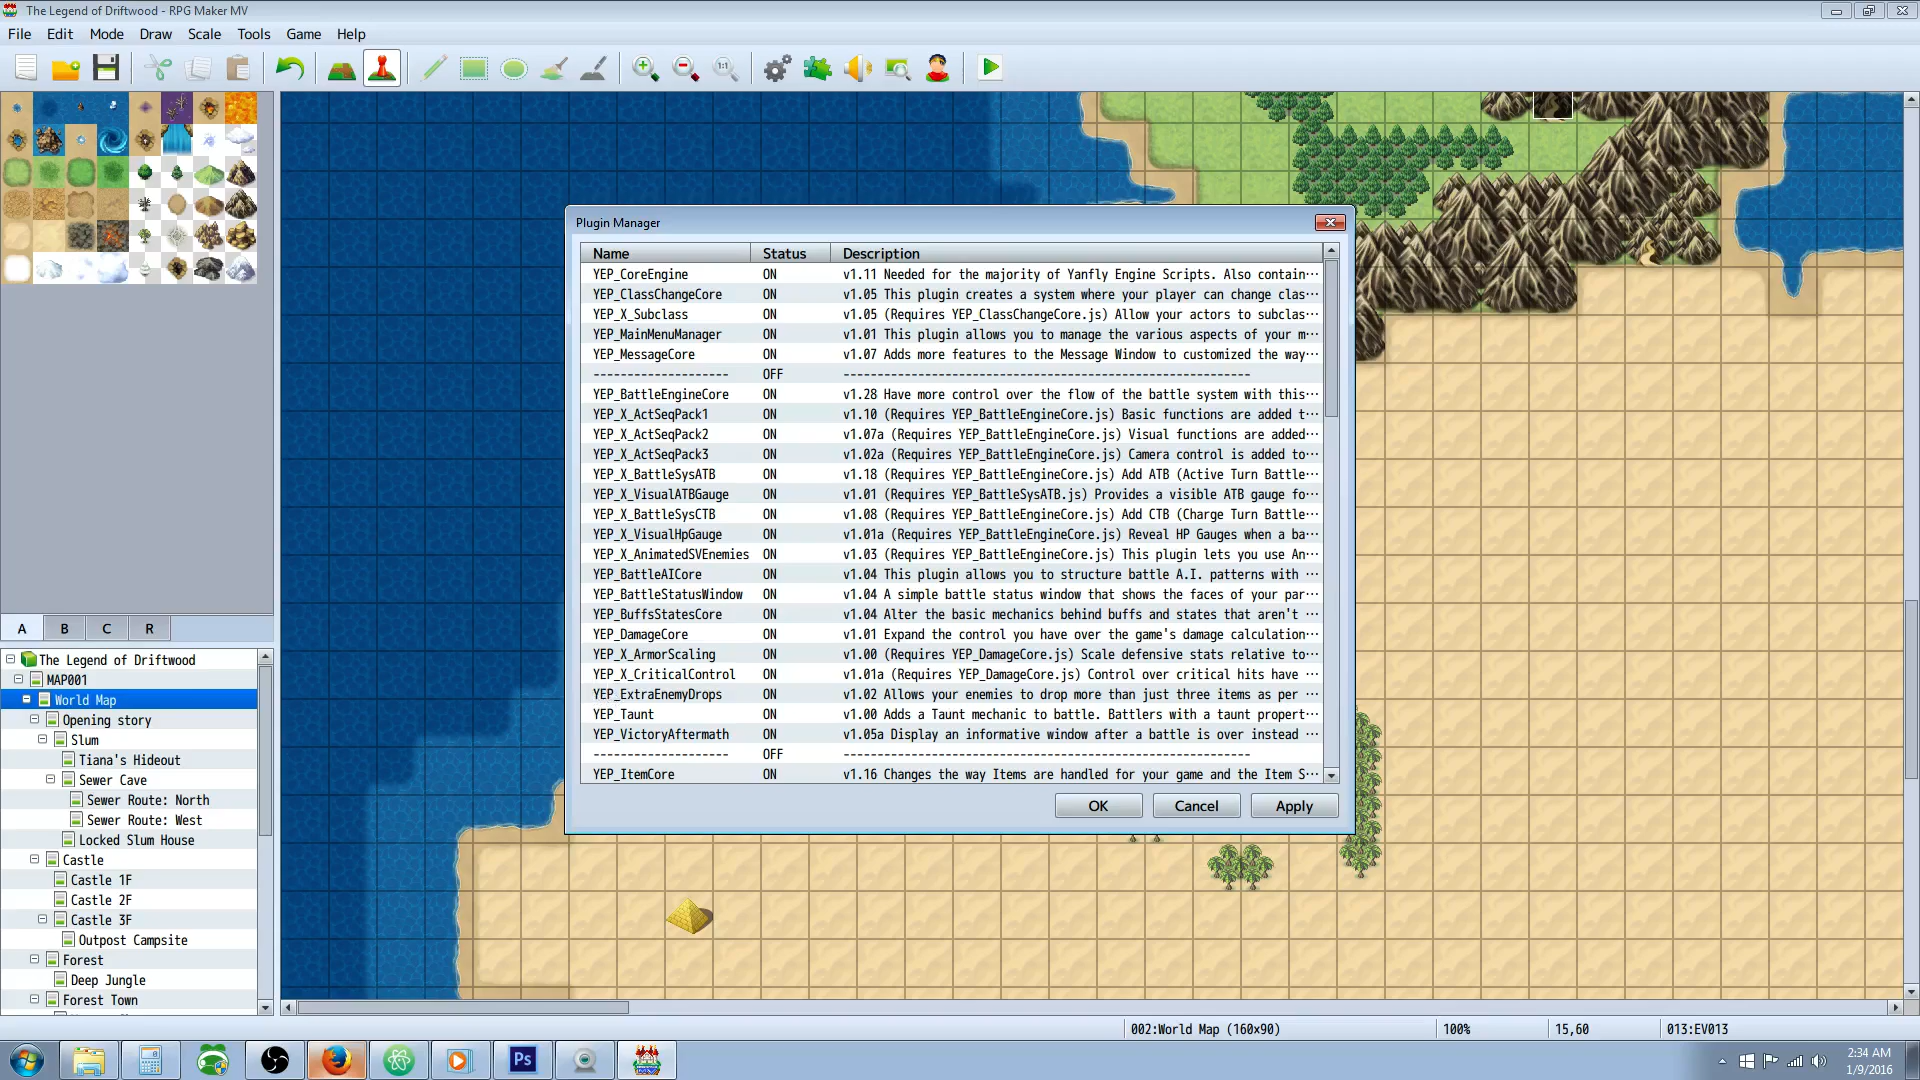 The Legend of Driftwood - RPG Maker MV
File Edit Mode Draw Scale Tools Game Help
1:1
Plugin Manager
Name Status Description
YEP_CoreEngine ON v1.11 Needed for the majority of Yanfly Engine Scripts. Also contain···
YEP_ClassChangeCore ON v1.05 This plugin creates a system where your player can change clas···
YEP_X_Subclass ON v1.05 (Requires YEP_ClassChangeCore.js) Allow your actors to subclas···
YEP_MainMenuManager ON v1.01 This plugin allows you to manage the various aspects of your m···
YEP_MessageCore ON v1.07 Adds more features to the Message Window to customized the way···
------------------- OFF ------------------------------------------------------
YEP_BattleEngineCore ON v1.28 Have more control over the flow of the battle system with this···
YEP_X_ActSeqPack1 ON v1.10 (Requires YEP_BattleEngineCore.js) Basic functions are added t···
YEP_X_ActSeqPack2 ON v1.07a (Requires YEP_BattleEngineCore.js) Visual functions are added···
YEP_X_ActSeqPack3 ON v1.02a (Requires YEP_BattleEngineCore.js) Camera control is added to···
YEP_X_BattleSysATB ON v1.18 (Requires YEP_BattleEngineCore.js) Add ATB (Active Turn Battle···
YEP_X_VisualATBGauge ON v1.01 (Requires YEP_BattleSysATB.js) Provides a visible ATB gauge fo···
YEP_X_BattleSysCTB ON v1.08 (Requires YEP_BattleEngineCore.js) Add CTB (Charge Turn Battle···
YEP_X_VisualHpGauge ON v1.01a (Requires YEP_BattleEngineCore.js) Reveal HP Gauges when a ba···
YEP_X_AnimatedSVEnemies ON v1.03 (Requires YEP_BattleEngineCore.js) This plugin lets you use An···
YEP_BattleAICore ON v1.04 This plugin allows you to structure battle A.I. patterns with ···
YEP_BattleStatusWindow ON v1.04 A simple battle status window that shows the faces of your par···
YEP_BuffsStatesCore ON v1.04 Alter the basic mechanics behind buffs and states that aren't ···
YEP_DamageCore ON v1.01 Expand the control you have over the game's damage calculation···
YEP_X_ArmorScaling ON v1.00 (Requires YEP_DamageCore.js) Scale defensive stats relative to···
YEP_X_CriticalControl ON v1.01a (Requires YEP_DamageCore.js) Control over critical hits have ···
YEP_ExtraEnemyDrops ON v1.02 Allows your enemies to drop more than just three items as per ···
YEP_Taunt ON v1.00 Adds a Taunt mechanic to battle. Battlers with a taunt propert···
YEP_VictoryAftermath ON v1.05a Display an informative window after a battle is over instead ···
------------------- OFF ------------------------------------------------------
YEP_ItemCore ON v1.16 Changes the way Items are handled for your game and the Item S···
OK Cancel Apply
A B C R
The Legend of Driftwood
MAP001
World Map
Opening story
Slum
Tiana's Hideout
Sewer Cave
Sewer Route: North
Sewer Route: West
Locked Slum House
Castle
Castle 1F
Castle 2F
Castle 3F
Outpost Campsite
Forest
Deep Jungle
Forest Town
002:World Map (160x90) 100% 15,60 013:EV013
Ps
2:34 AM
1/9/2016